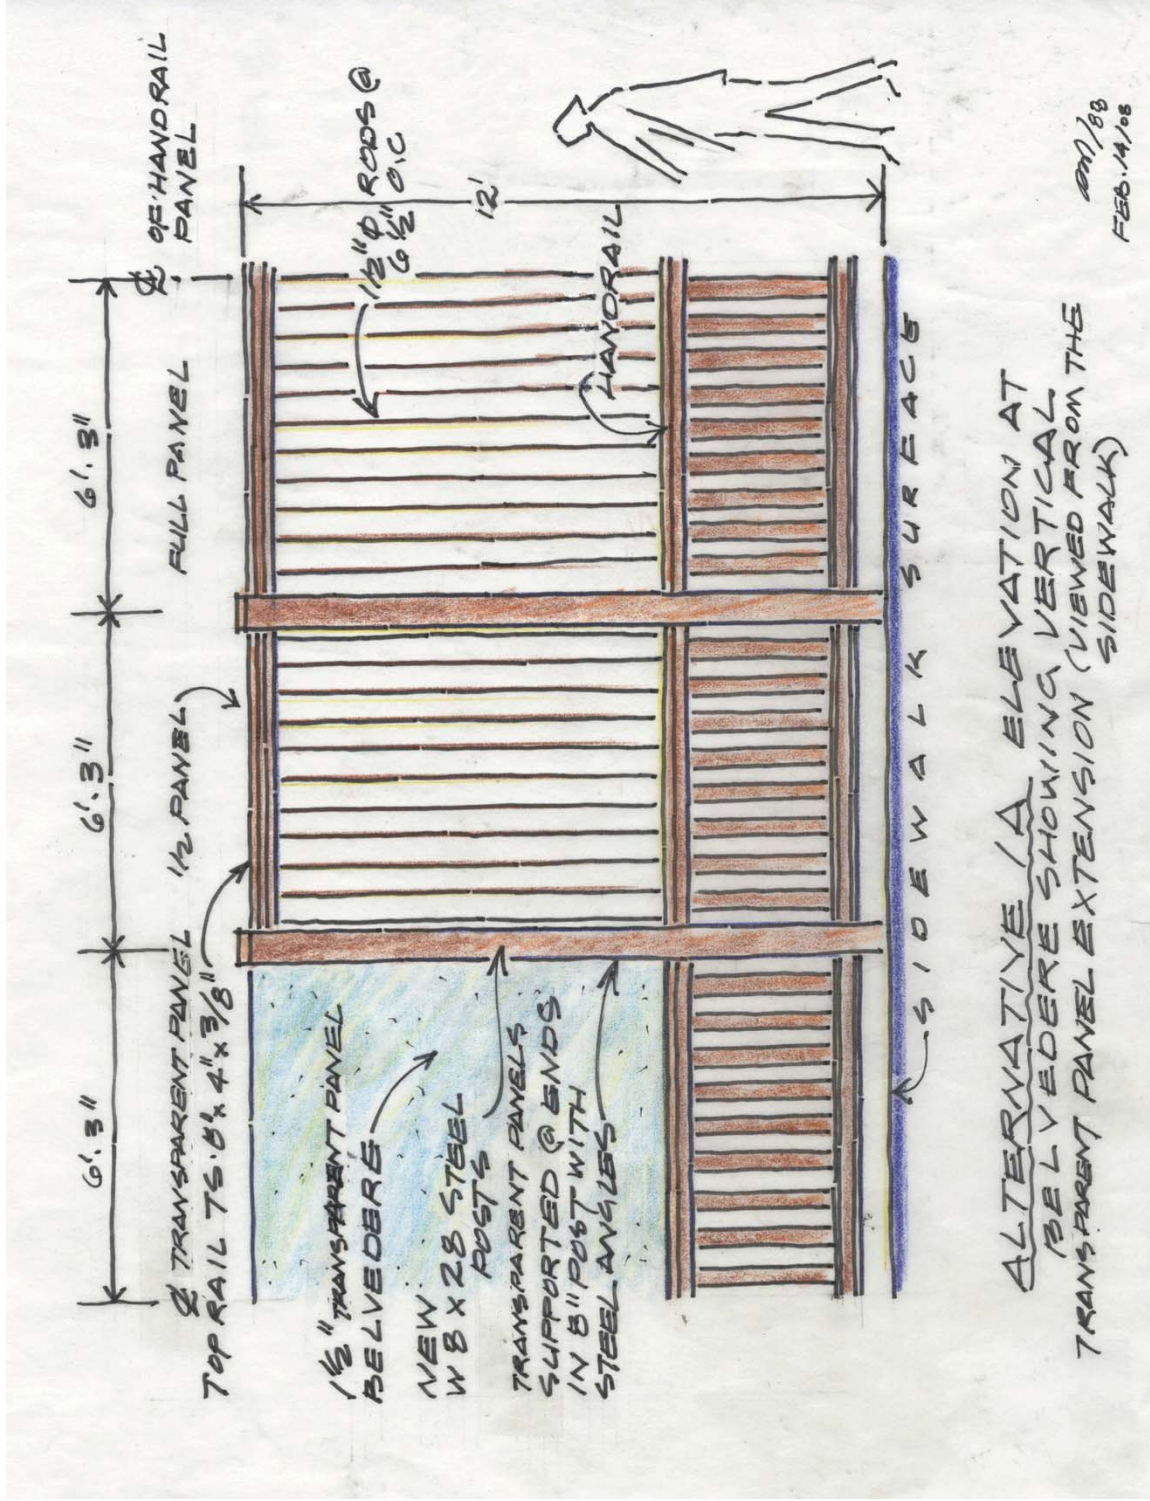 6'.3"
6'.3"
6'.3"
℄ TRANSPARENT PANEL
1/2 PANEL
FULL PANEL
℄ OF HANDRAIL
PANEL
TOP RAIL TS.8"x 4"x 3/8"
1 1/2" TRANSPARENT PANEL
BELVEDERE
NEW
W 8 X 28 STEEL
POSTS
TRANSPARENT PANELS
SUPPORTED @ ENDS
IN 8" POST WITH
STEEL ANGLES
1 1/2" Ø RODS @
6 1/2" O.C
12'
HANDRAIL
SIDEWALK SURFACE
ALTERNATIVE 1A ELEVATION AT
BELVEDERE SHOWING VERTICAL
TRANSPARENT PANEL EXTENSION (VIEWED FROM THE
SIDEWALK)
FEB.14/08